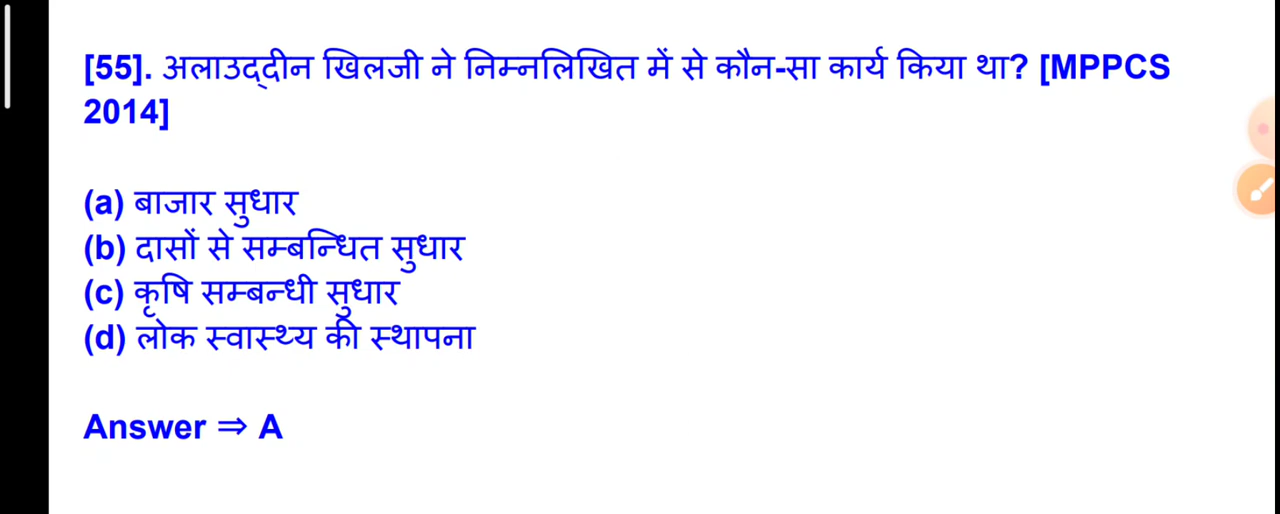 [55]. अलाउद्दीन खिलजी ने निम्नलिखित में से कौन-सा कार्य किया था? [MPPCS
2014]
(a) बाजार सुधार
(b) दासों से सम्बन्धित सुधार
(c) कृषि सम्बन्धी सुधार
(d) लोक स्वास्थ्य की स्थापना
Answer ⇒ A